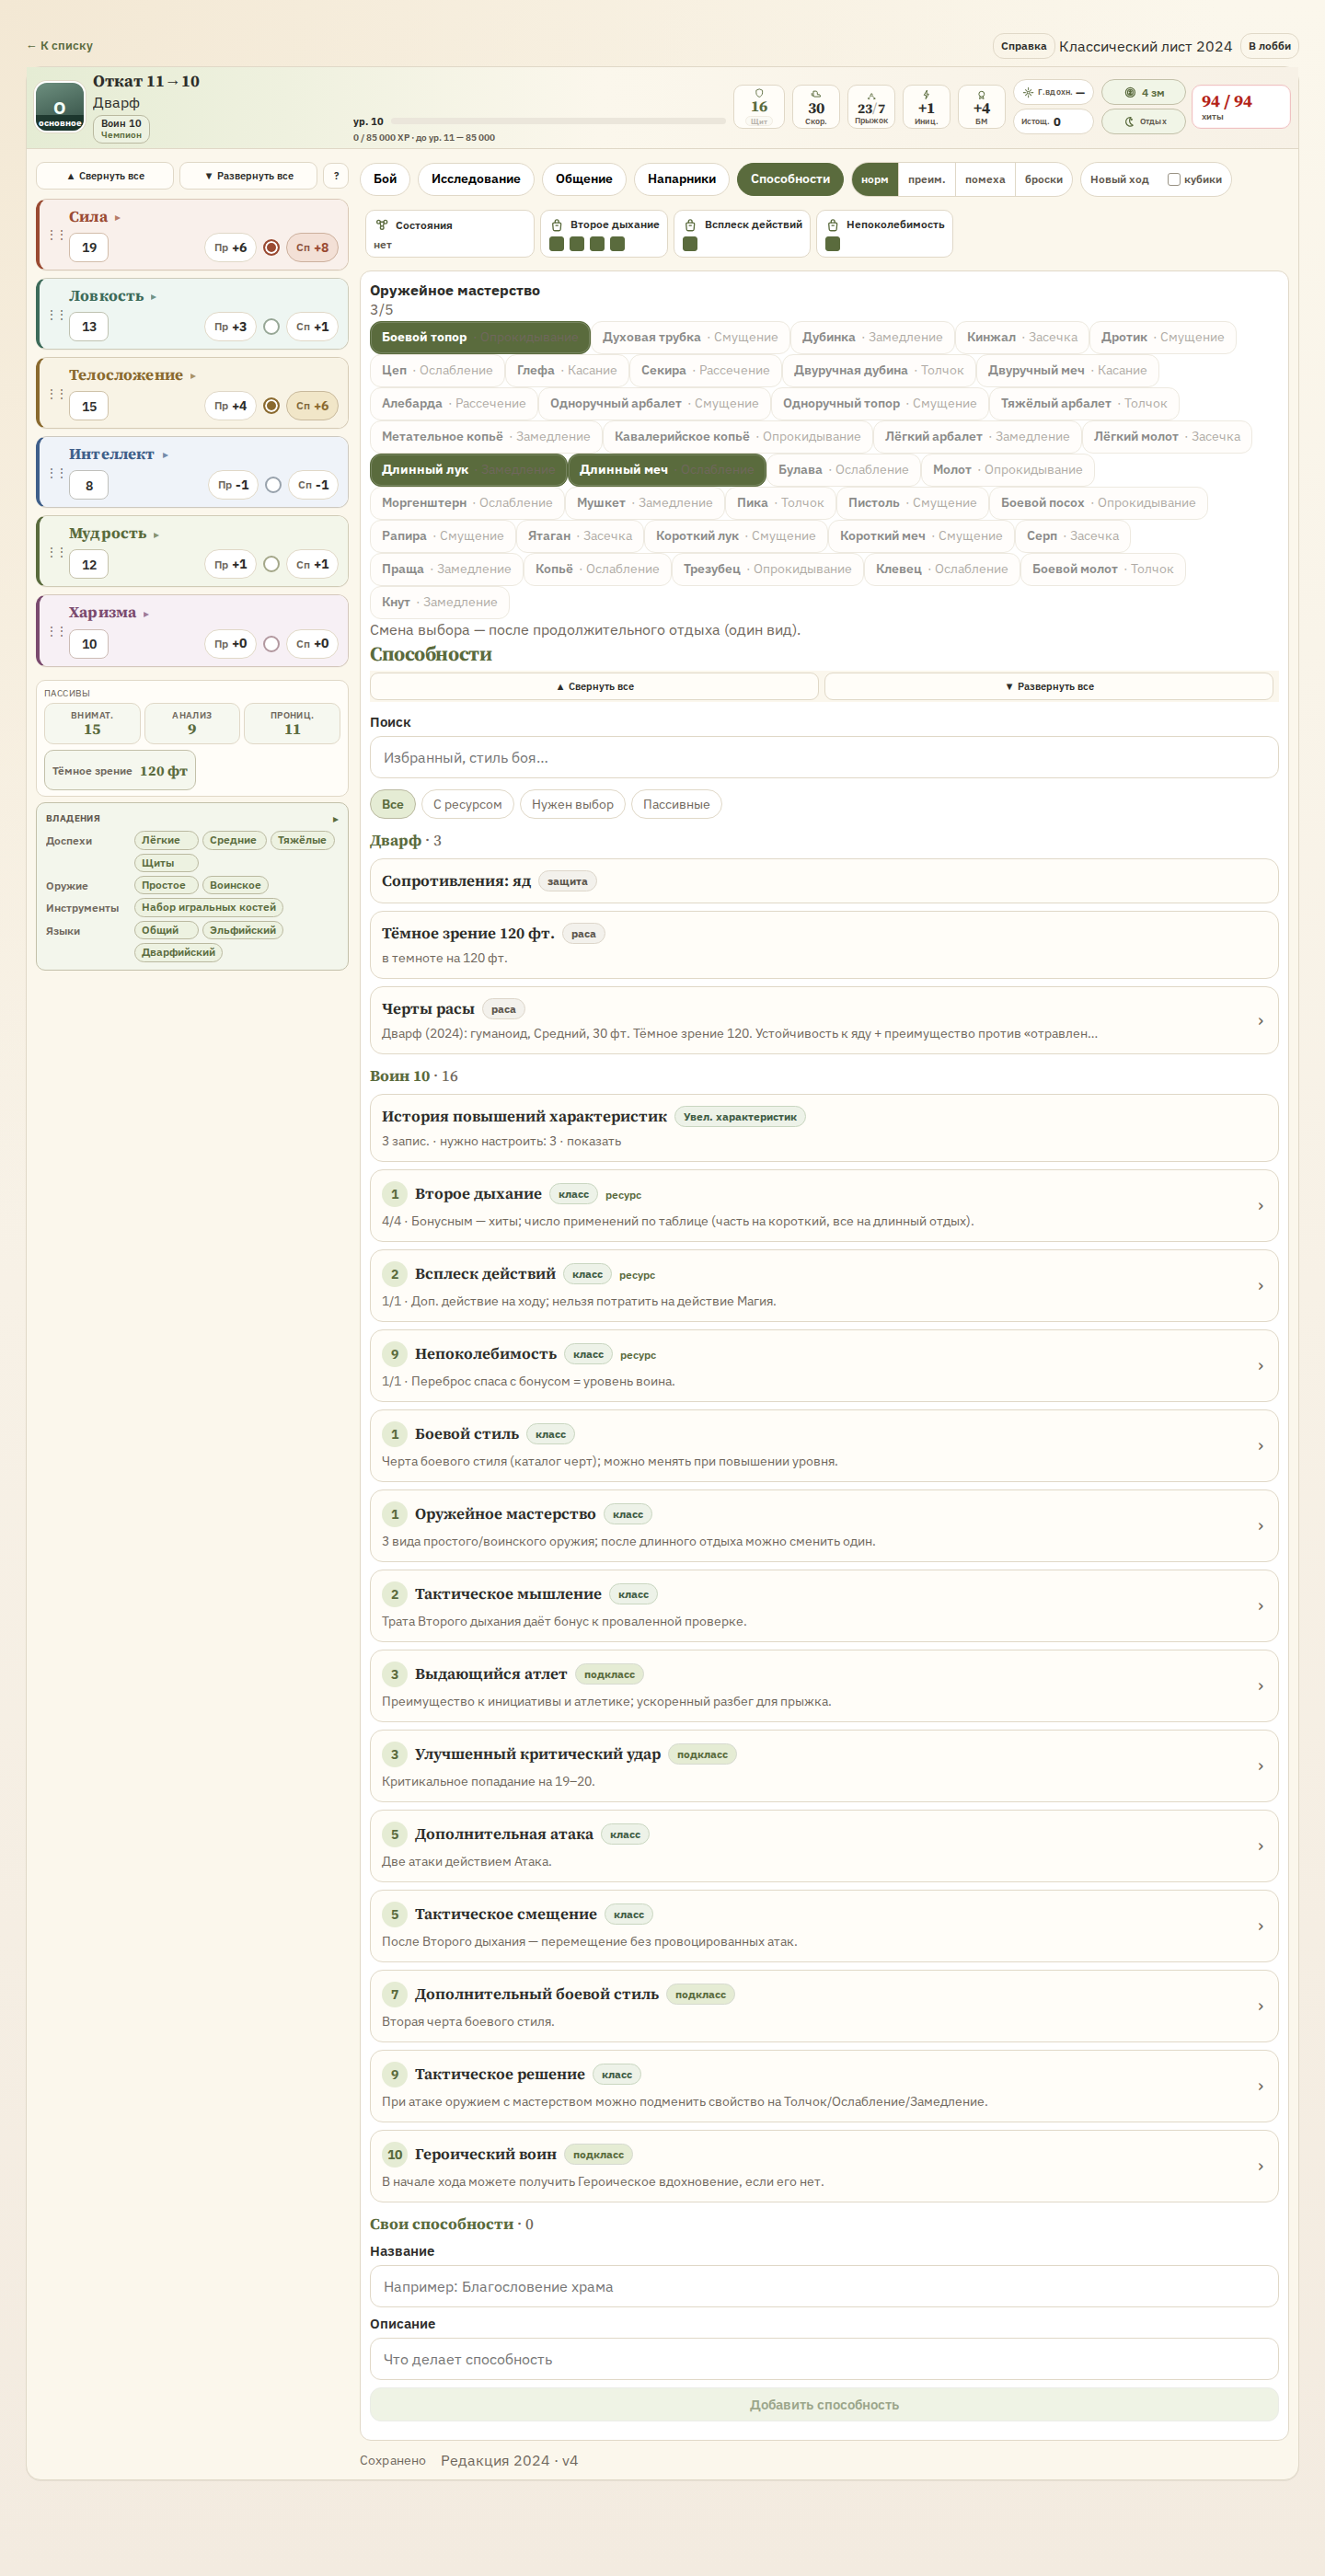 ← К списку
Справка Классический лист 2024 В лобби
О
основное
Откат 11→10
Дварф
Воин 10
Чемпион
ур. 10
0 / 85 000 XP · до ур. 11 — 85 000
16
Щит
30
Скор.
23/7
Прыжок
+1
Иниц.
+4
БМ
Г.вдохн. —
Истощ. 0
4 зм
Отдых
94 / 94
хиты
▲ Свернуть все ▼ Развернуть все ?
Бой Исследование Общение Напарники Способности норм преим. помеха броски Новый ход кубики
Сила ▸
19 Пр +6 Сп +8
Ловкость ▸
13 Пр +3 Сп +1
Телосложение ▸
15 Пр +4 Сп +6
Интеллект ▸
8 Пр -1 Сп -1
Мудрость ▸
12 Пр +1 Сп +1
Харизма ▸
10 Пр +0 Сп +0
ПАССИВЫ
ВНИМАТ. АНАЛИЗ ПРОНИЦ.
15 9 11
Тёмное зрение 120 фт
ВЛАДЕНИЯ ▸
Доспехи Лёгкие Средние Тяжёлые
Щиты
Оружие Простое Воинское
Инструменты Набор игральных костей
Языки Общий Эльфийский
Дварфийский
Состояния
нет
Второе дыхание
Всплеск действий
Непоколебимость
Оружейное мастерство
3/5
Боевой топор Духовая трубка · Смущение Дубинка · Замедление Кинжал · Засечка Дротик · Смущение
Цеп · Ослабление Глефа · Касание Секира · Рассечение Двуручная дубина · Толчок Двуручный меч · Касание
Алебарда · Рассечение Одноручный арбалет · Смущение Одноручный топор · Смущение Тяжёлый арбалет · Толчок
Метательное копьё · Замедление Кавалерийское копьё · Опрокидывание Лёгкий арбалет · Замедление Лёгкий молот · Засечка
Длинный лук Длинный меч Булава · Ослабление Молот · Опрокидывание
Моргенштерн · Ослабление Мушкет · Замедление Пика · Толчок Пистоль · Смущение Боевой посох · Опрокидывание
Рапира · Смущение Ятаган · Засечка Короткий лук · Смущение Короткий меч · Смущение Серп · Засечка
Праща · Замедление Копьё · Ослабление Трезубец · Опрокидывание Клевец · Ослабление Боевой молот · Толчок
Кнут · Замедление
Смена выбора — после продолжительного отдыха (один вид).
Способности
▲ Свернуть все ▼ Развернуть все
Поиск
Избранный, стиль боя…
Все С ресурсом Нужен выбор Пассивные
Дварф · 3
Сопротивления: яд защита
Тёмное зрение 120 фт. раса
в темноте на 120 фт.
Черты расы раса
Дварф (2024): гуманоид, Средний, 30 фт. Тёмное зрение 120. Устойчивость к яду + преимущество против «отравлен…
Воин 10 · 16
История повышений характеристик Увел. характеристик
3 запис. · нужно настроить: 3 · показать
1 Второе дыхание класс ресурс
4/4 · Бонусным — хиты; число применений по таблице (часть на короткий, все на длинный отдых).
2 Всплеск действий класс ресурс
1/1 · Доп. действие на ходу; нельзя потратить на действие Магия.
9 Непоколебимость класс ресурс
1/1 · Переброс спаса с бонусом = уровень воина.
1 Боевой стиль класс
Черта боевого стиля (каталог черт); можно менять при повышении уровня.
1 Оружейное мастерство класс
3 вида простого/воинского оружия; после длинного отдыха можно сменить один.
2 Тактическое мышление класс
Трата Второго дыхания даёт бонус к проваленной проверке.
3 Выдающийся атлет подкласс
Преимущество к инициативы и атлетике; ускоренный разбег для прыжка.
3 Улучшенный критический удар подкласс
Критическое попадание на 19–20.
5 Дополнительная атака класс
Две атаки действием Атака.
5 Тактическое смещение класс
После Второго дыхания — перемещение без провоцированных атак.
7 Дополнительный боевой стиль подкласс
Вторая черта боевого стиля.
9 Тактическое решение класс
При атаке оружием с мастерством можно подменить свойство на Толчок/Ослабление/Замедление.
10 Героический воин подкласс
В начале хода можете получить Героическое вдохновение, если его нет.
Свои способности · 0
Название
Например: Благословение храма
Описание
Что делает способность
Добавить способность
Сохранено Редакция 2024 · v4